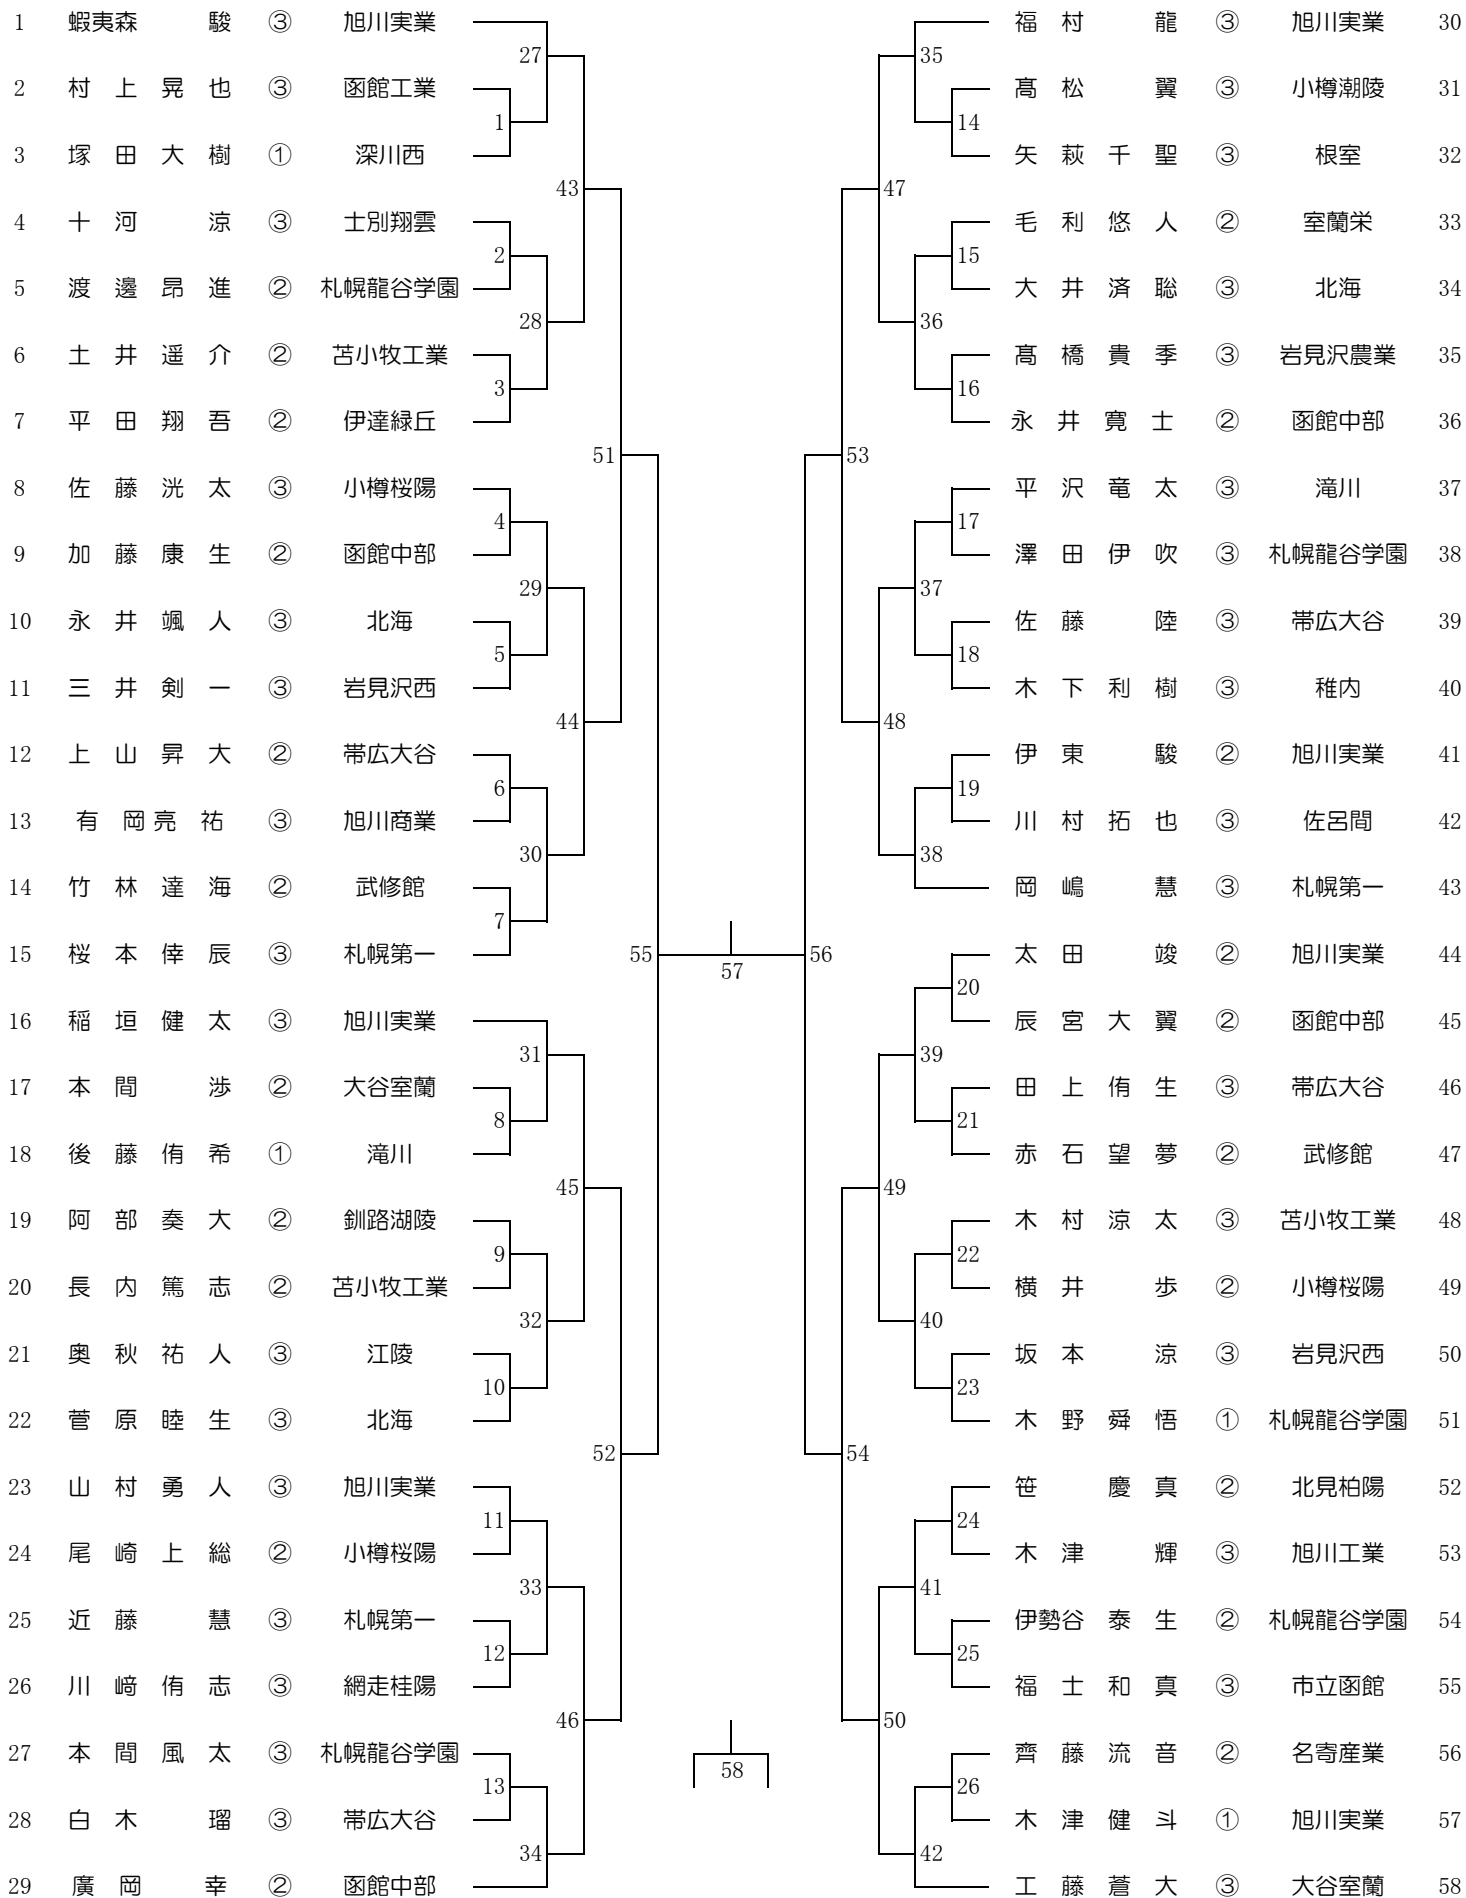 1 蝦夷森 駿 ③ 旭川実業
2 村上晃也 ③ 函館工業
3 塚田大樹 ① 深川西
4 十河 涼 ③ 士別翔雲
5 渡邊昂進 ② 札幌龍谷学園
6 土井遥介 ② 苫小牧工業
7 平田翔吾 ② 伊達緑丘
8 佐藤洸太 ③ 小樽桜陽
9 加藤康生 ② 函館中部
10 永井颯人 ③ 北海
11 三井剣一 ③ 岩見沢西
12 上山昇大 ② 帯広大谷
13 有岡亮祐 ③ 旭川商業
14 竹林達海 ② 武修館
15 桜本倖辰 ③ 札幌第一
16 稲垣健太 ③ 旭川実業
17 本間 渉 ② 大谷室蘭
18 後藤侑希 ① 滝川
19 阿部奏大 ② 釧路湖陵
20 長内篤志 ② 苫小牧工業
21 奥秋祐人 ③ 江陵
22 菅原睦生 ③ 北海
23 山村勇人 ③ 旭川実業
24 尾崎上総 ② 小樽桜陽
25 近藤 慧 ③ 札幌第一
26 川﨑侑志 ③ 網走桂陽
27 本間風太 ③ 札幌龍谷学園
28 白木 瑠 ③ 帯広大谷
29 廣岡 幸 ② 函館中部
1
2
3
4
5
6
7
8
9
10
11
12
13
27
28
29
30
31
32
33
34
43
44
45
46
51
52
55
57
58
56
53
54
47
48
49
50
35
36
37
38
39
40
41
42
14
15
16
17
18
19
20
21
22
23
24
25
26
福村 龍 ③ 旭川実業 30
髙松 翼 ③ 小樽潮陵 31
矢萩千聖 ③ 根室 32
毛利悠人 ② 室蘭栄 33
大井済聡 ③ 北海 34
髙橋貴季 ③ 岩見沢農業 35
永井寛士 ② 函館中部 36
平沢竜太 ③ 滝川 37
澤田伊吹 ③ 札幌龍谷学園 38
佐藤 陸 ③ 帯広大谷 39
木下利樹 ③ 稚内 40
伊東 駿 ② 旭川実業 41
川村拓也 ③ 佐呂間 42
岡嶋 慧 ③ 札幌第一 43
太田 竣 ② 旭川実業 44
辰宮大翼 ② 函館中部 45
田上侑生 ③ 帯広大谷 46
赤石望夢 ② 武修館 47
木村涼太 ③ 苫小牧工業 48
横井 歩 ② 小樽桜陽 49
坂本 涼 ③ 岩見沢西 50
木野舜悟 ① 札幌龍谷学園 51
笹 慶真 ② 北見柏陽 52
木津 輝 ③ 旭川工業 53
伊勢谷泰生 ② 札幌龍谷学園 54
福士和真 ③ 市立函館 55
齊藤流音 ② 名寄産業 56
木津健斗 ① 旭川実業 57
工藤蒼大 ③ 大谷室蘭 58